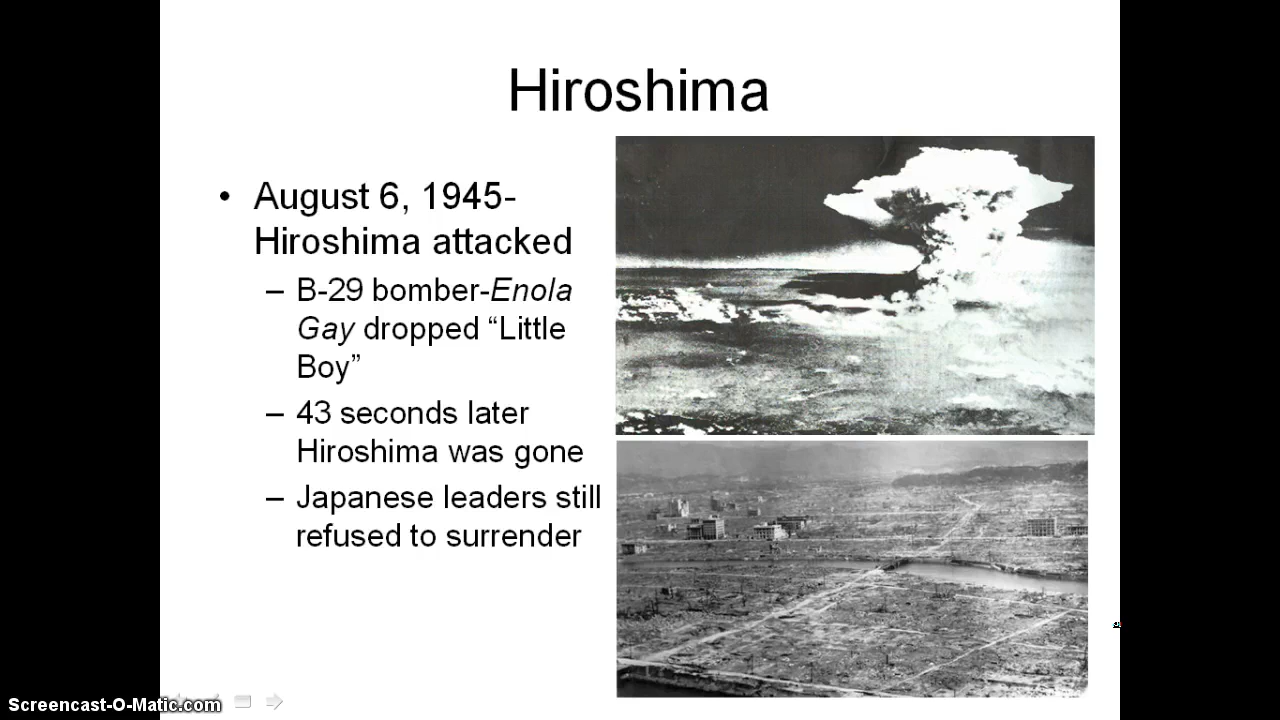 Hiroshima
• August 6, 1945-
Hiroshima attacked
– B-29 bomber-Enola
Gay dropped “Little
Boy”
– 43 seconds later
Hiroshima was gone
– Japanese leaders still
refused to surrender
Screencast-O-Matic.com